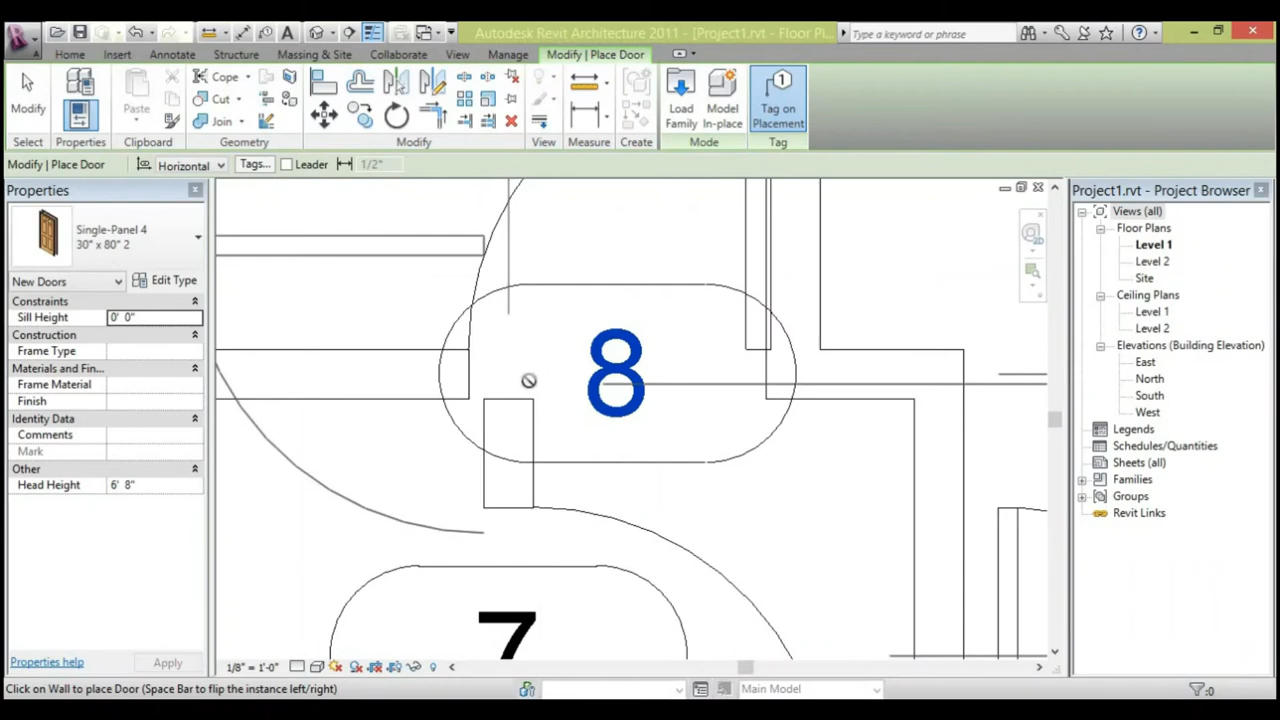 Autodesk Revit Architecture 2011 - [Project1.rvt - Floor Pl...
Type a keyword or phrase
Home Insert Annotate Structure Massing & Site Collaborate View Manage Modify | Place Door
Modify
Paste
Cope
Cut
Join
Load Family
Model In-place
1
Tag on Placement
Select Properties Clipboard Geometry Modify View Measure Create Mode Tag
Modify | Place Door Horizontal Tags... Leader 1/2"
Properties
Single-Panel 4
30" x 80" 2
New Doors Edit Type
Constraints
Sill Height 0' 0"
Construction
Frame Type
Materials and Fin...
Frame Material
Finish
Identity Data
Comments
Mark
Other
Head Height 6' 8"
Properties help Apply
8
7
Project1.rvt - Project Browser
Views (all)
Floor Plans
Level 1
Level 2
Site
Ceiling Plans
Level 1
Level 2
Elevations (Building Elevation)
East
North
South
West
Legends
Schedules/Quantities
Sheets (all)
Families
Groups
Revit Links
1/8" = 1'-0"
Click on Wall to place Door (Space Bar to flip the instance left/right)
Main Model
:0